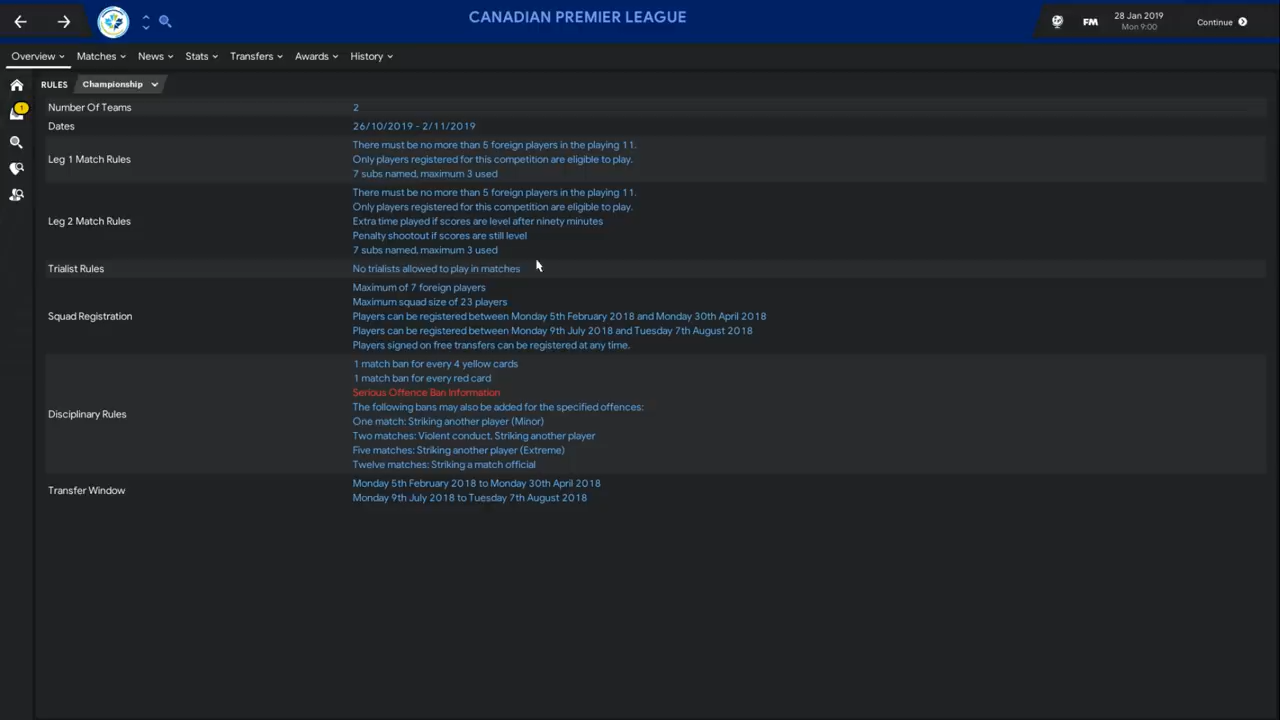 CANADIAN PREMIER LEAGUE
FM
28 Jan 2019
Mon 9:00
Continue
Overview Matches News Stats Transfers Awards History
RULES Championship
1
Number Of Teams 2
Dates 26/10/2019 - 2/11/2019
Leg 1 Match Rules
There must be no more than 5 foreign players in the playing 11.
Only players registered for this competition are eligible to play.
7 subs named, maximum 3 used
Leg 2 Match Rules
There must be no more than 5 foreign players in the playing 11.
Only players registered for this competition are eligible to play.
Extra time played if scores are level after ninety minutes
Penalty shootout if scores are still level
7 subs named, maximum 3 used
Trialist Rules No trialists allowed to play in matches
Squad Registration
Maximum of 7 foreign players
Maximum squad size of 23 players
Players can be registered between Monday 5th February 2018 and Monday 30th April 2018
Players can be registered between Monday 9th July 2018 and Tuesday 7th August 2018
Players signed on free transfers can be registered at any time.
Disciplinary Rules
1 match ban for every 4 yellow cards
1 match ban for every red card
Serious Offence Ban Information
The following bans may also be added for the specified offences:
One match: Striking another player (Minor)
Two matches: Violent conduct, Striking another player
Five matches: Striking another player (Extreme)
Twelve matches: Striking a match official
Transfer Window
Monday 5th February 2018 to Monday 30th April 2018
Monday 9th July 2018 to Tuesday 7th August 2018